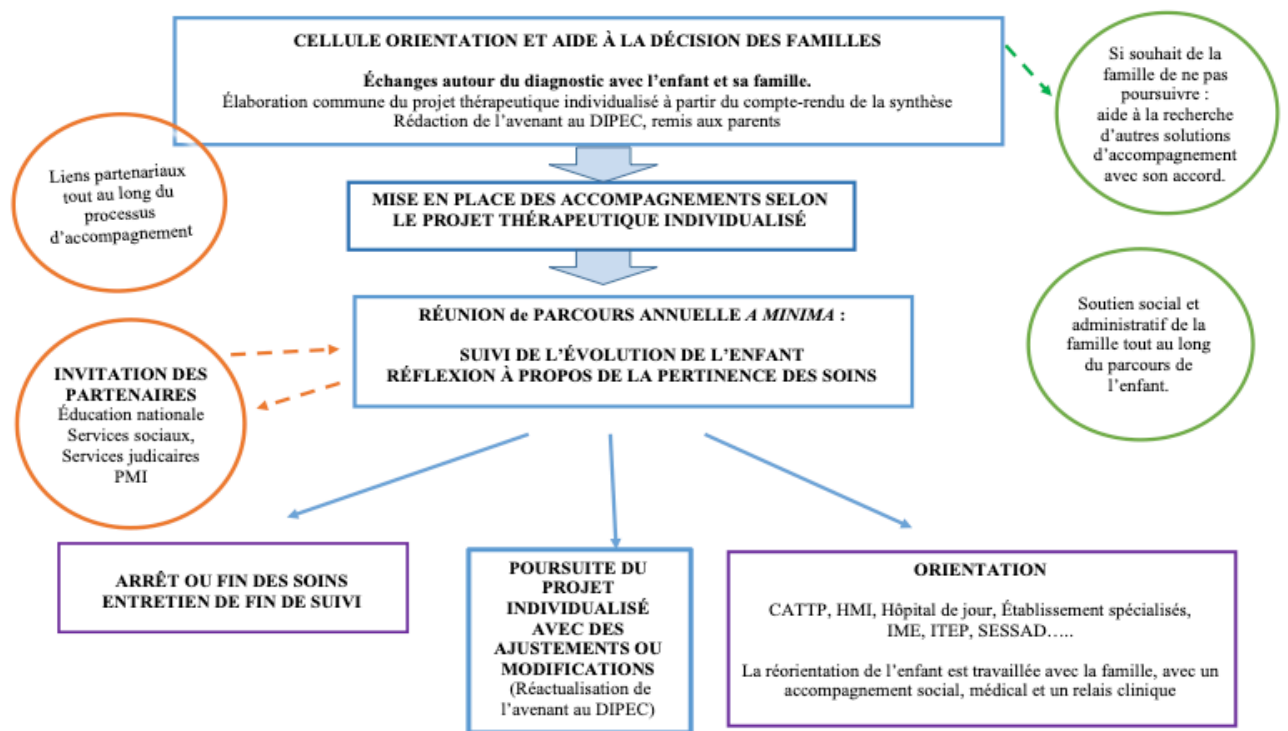 CELLULE ORIENTATION ET AIDE À LA DÉCISION DES FAMILLES
Échanges autour du diagnostic avec l'enfant et sa famille.
Élaboration commune du projet thérapeutique individualisé à partir du compte-rendu de la synthèse
Rédaction de l'avenant au DIPEC, remis aux parents
Si souhait de la
famille de ne pas
poursuivre :
aide à la recherche
d'autres solutions
d'accompagnement
avec son accord.
Liens partenariaux
tout au long du
processus
d'accompagnement
MISE EN PLACE DES ACCOMPAGNEMENTS SELON
LE PROJET THÉRAPEUTIQUE INDIVIDUALISÉ
RÉUNION de PARCOURS ANNUELLE A MINIMA :
SUIVI DE L'ÉVOLUTION DE L'ENFANT
RÉFLEXION À PROPOS DE LA PERTINENCE DES SOINS
Soutien social et
administratif de la
famille tout au long
du parcours de
l'enfant.
INVITATION DES
PARTENAIRES
Éducation nationale
Services sociaux,
Services judicaires
PMI
ARRÊT OU FIN DES SOINS
ENTRETIEN DE FIN DE SUIVI
POURSUITE DU
PROJET
INDIVIDUALISÉ
AVEC DES
AJUSTEMENTS OU
MODIFICATIONS
(Réactualisation de
l'avenant au DIPEC)
ORIENTATION
CATTP, HMI, Hôpital de jour, Établissement spécialisés,
IME, ITEP, SESSAD…..
La réorientation de l'enfant est travaillée avec la famille, avec un
accompagnement social, médical et un relais clinique